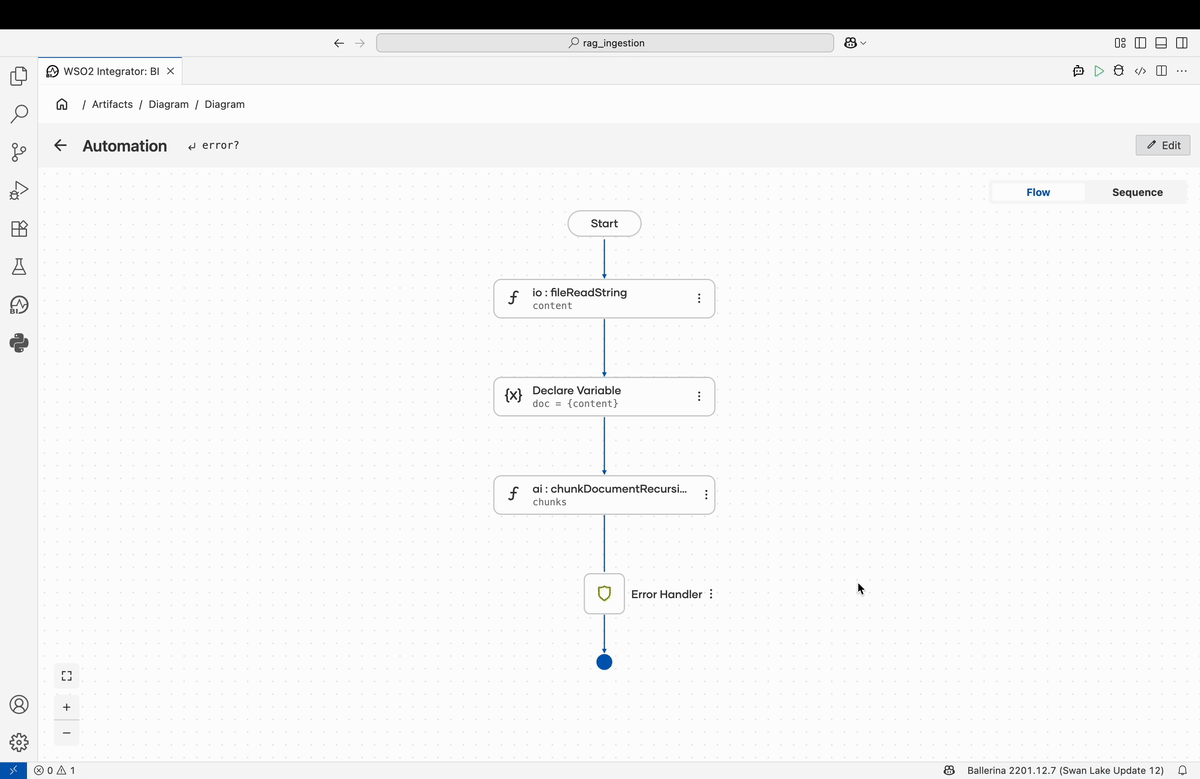 rag_ingestion
WSO2 Integrator: BI
/ Artifacts / Diagram / Diagram
Automation
error?
Edit
Flow
Sequence
Start
io : fileReadString
content
{x}
Declare Variable
doc = {content}
ai : chunkDocumentRecursi...
chunks
Error Handler
0 1
Ballerina 2201.12.7 (Swan Lake Update 12)